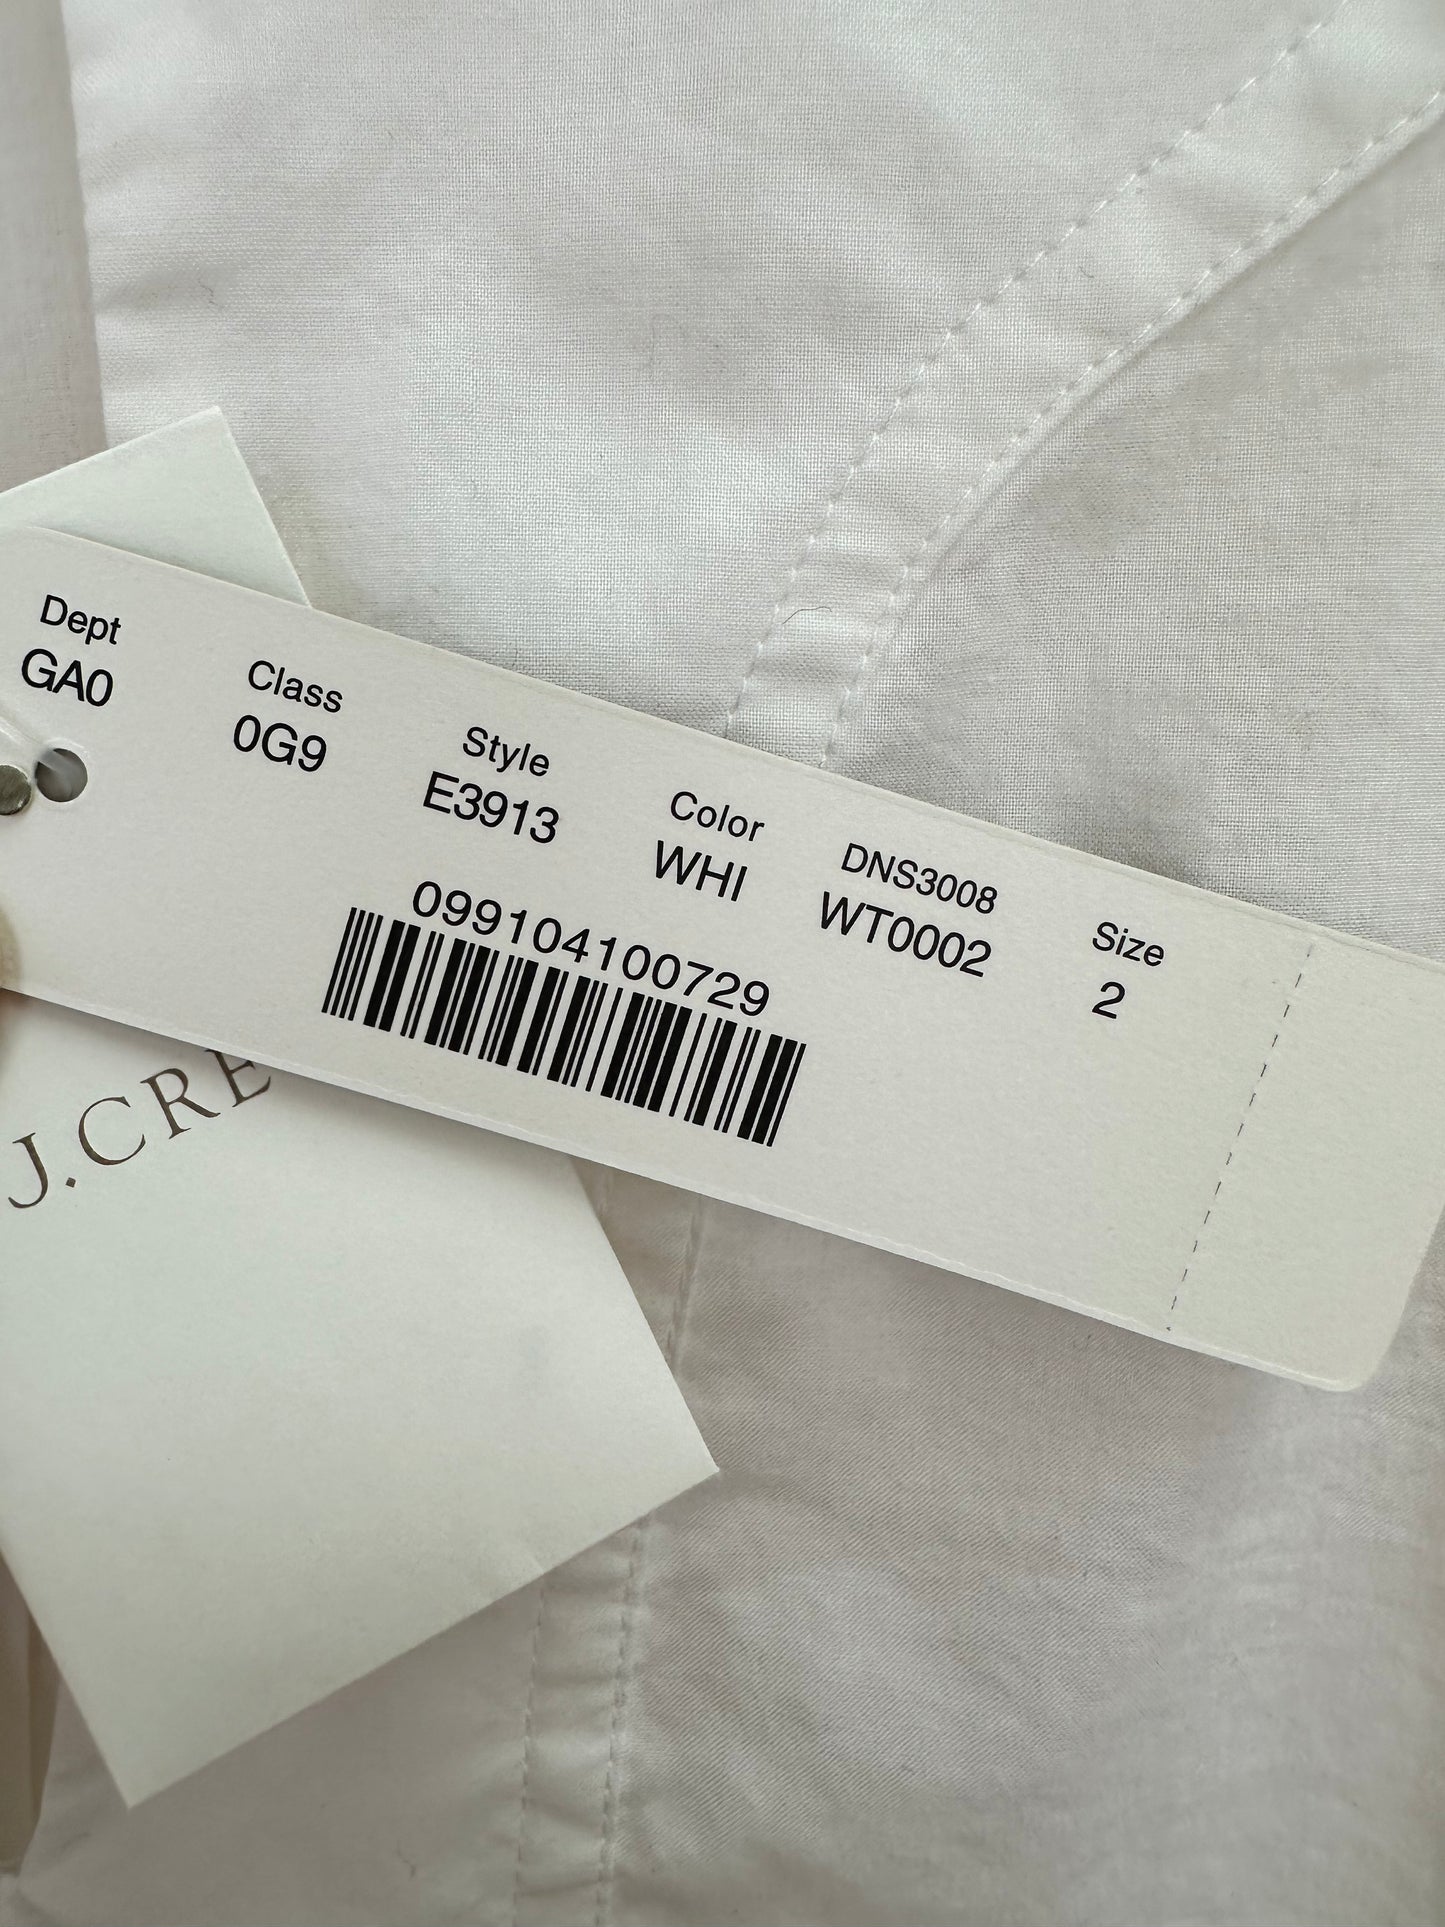 Dept Class Style Color DNS3008 Size
GA0 0G9 E3913 WHI WT0002 2
099104100729
J.CRE